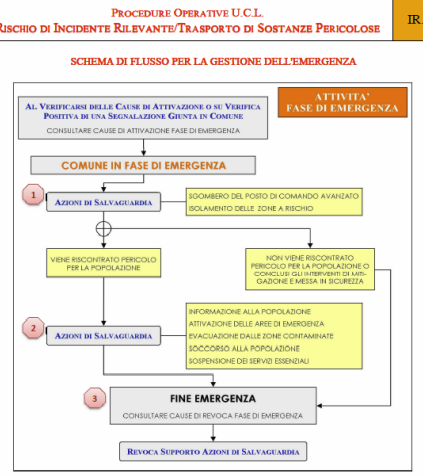 PROCEDURE OPERATIVE U.C.L.
RISCHIO DI INCIDENTE RILEVANTE/TRASPORTO DI SOSTANZE PERICOLOSE
IR
SCHEMA DI FLUSSO PER LA GESTIONE DELL'EMERGENZA
ATTIVITA'
FASE DI EMERGENZA
AL VERIFICARSI DELLE CAUSE DI ATTIVAZIONE O SU VERIFICA
POSITIVA DI UNA SEGNALAZIONE GIUNTA IN COMUNE
CONSULTARE CAUSE DI ATTIVAZIONE FASE DI EMERGENZA
COMUNE IN FASE DI EMERGENZA
1
AZIONI DI SALVAGUARDIA
SGOMBERO DEL POSTO DI COMANDO AVANZATO
ISOLAMENTO DELLE ZONE A RISCHIO
VIENE RISCONTRATO PERICOLO
PER LA POPOLAZIONE
NON VIENE RISCONTRATO
PERICOLO PER LA POPOLAZIONE O
CONCLUSI GLI INTERVENTI DI MITI-
GAZIONE E MESSA IN SICUREZZA
2
AZIONI DI SALVAGUARDIA
INFORMAZIONE ALLA POPOLAZIONE
ATTIVAZIONE DELLE AREE DI EMERGENZA
EVACUAZIONE DALLE ZONE CONTAMINATE
SOCCORSO ALLA POPOLAZIONE
SOSPENSIONE DEI SERVIZI ESSENZIALI
3
FINE EMERGENZA
CONSULTARE CAUSE DI REVOCA FASE DI EMERGENZA
REVOCA SUPPORTO AZIONI DI SALVAGUARDIA